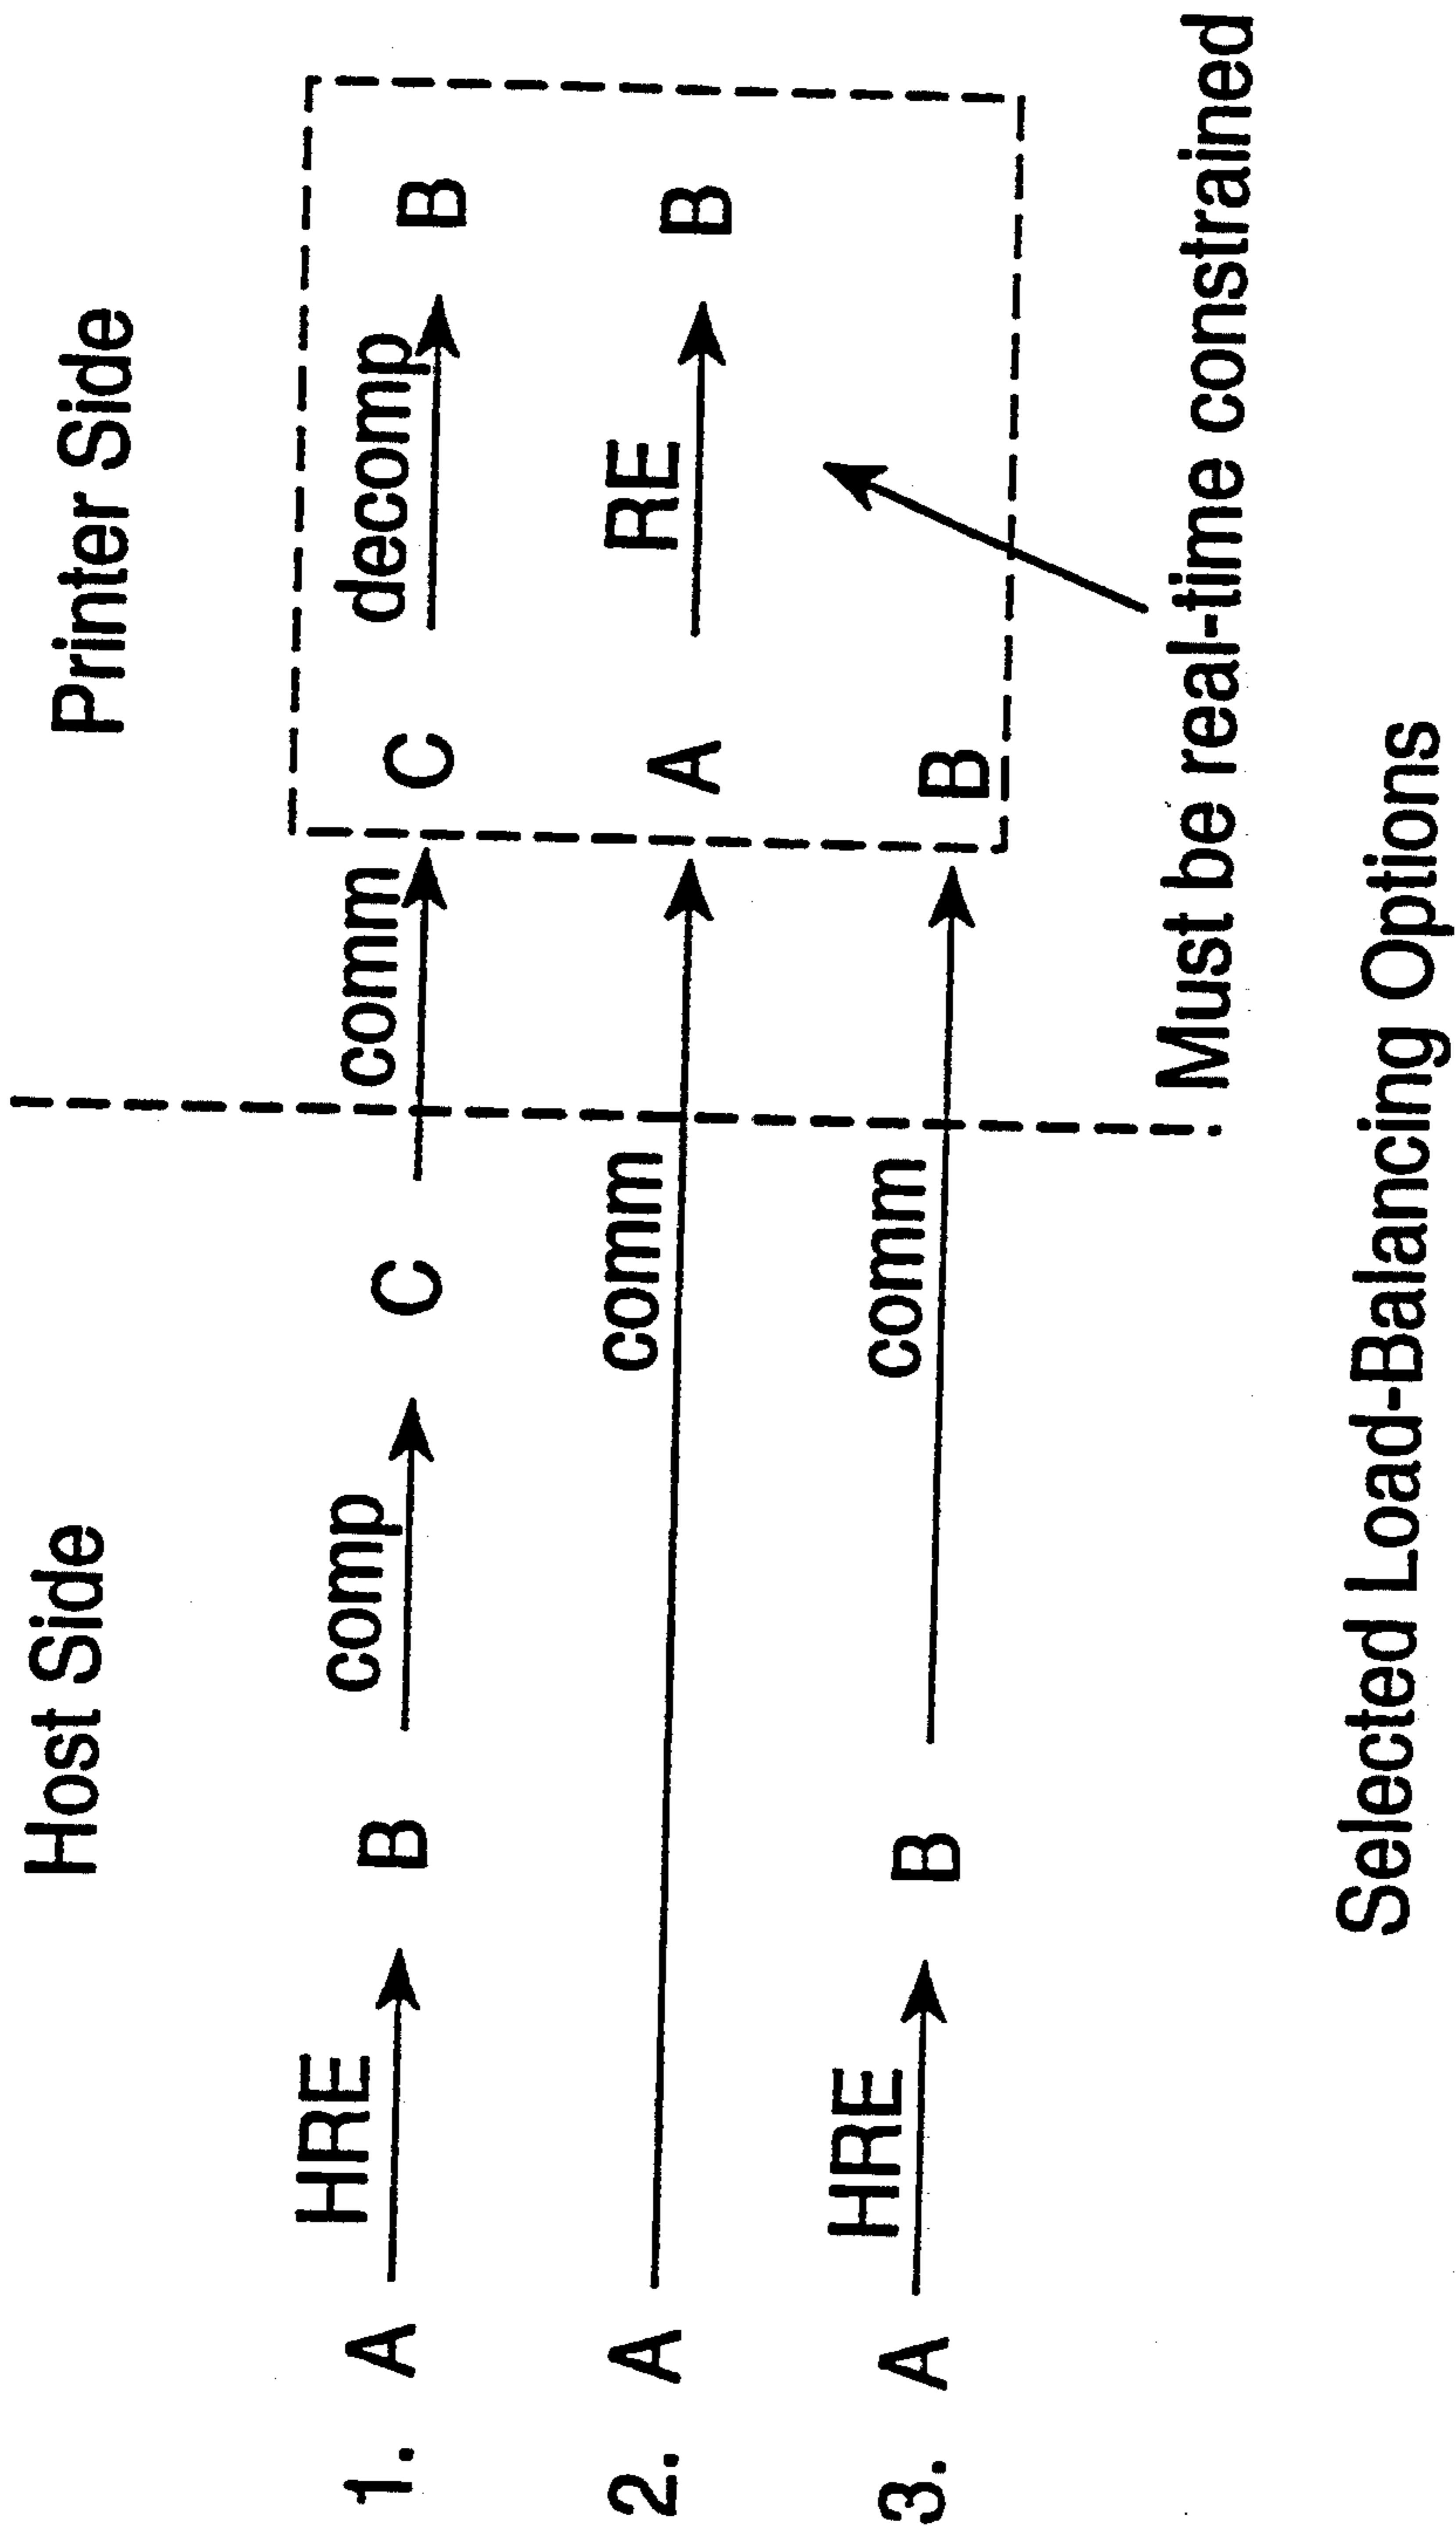 Host Side Printer Side
HRE comp comm decomp
1. A B C C B
comm RE
2. A A B
HRE comm
3. A B B
Must be real-time constrained
Selected Load-Balancing Options